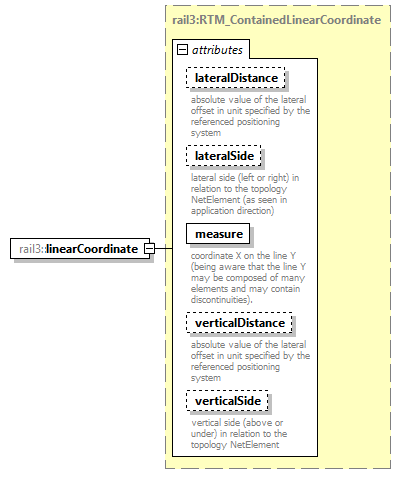 rail3:RTM_ContainedLinearCoordinate
attributes
lateralDistance
absolute value of the lateral
offset in unit specified by the
referenced positioning
system
lateralSide
lateral side (left or right) in
relation to the topology
NetElement (as seen in
application direction)
rail3::linearCoordinate
measure
coordinate X on the line Y
(being aware that the line Y
may be composed of many
elements and may contain
discontinuities).
verticalDistance
absolute value of the lateral
offset in unit specified by the
referenced positioning
system
verticalSide
vertical side (above or
under) in relation to the
topology NetElement